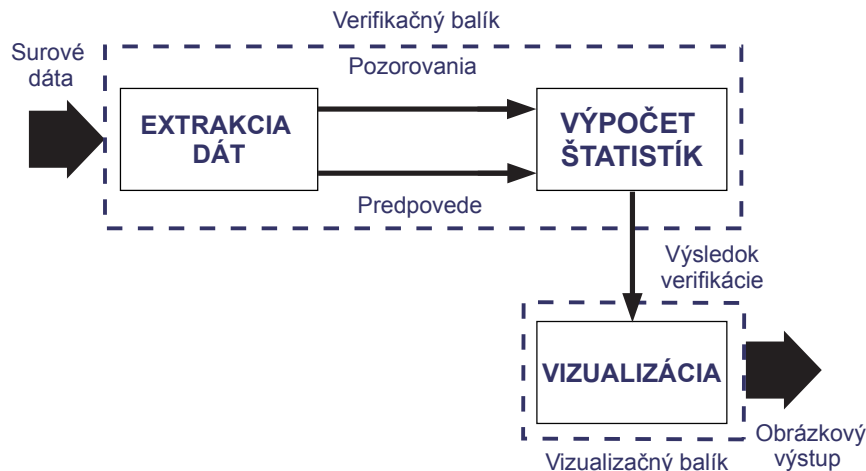 Verifikačný balík
Surové
dáta
Pozorovania
EXTRAKCIA
DÁT
VÝPOČET
ŠTATISTÍK
Predpovede
Výsledok
verifikácie
VIZUALIZÁCIA
Obrázkový
výstup
Vizualizačný balík